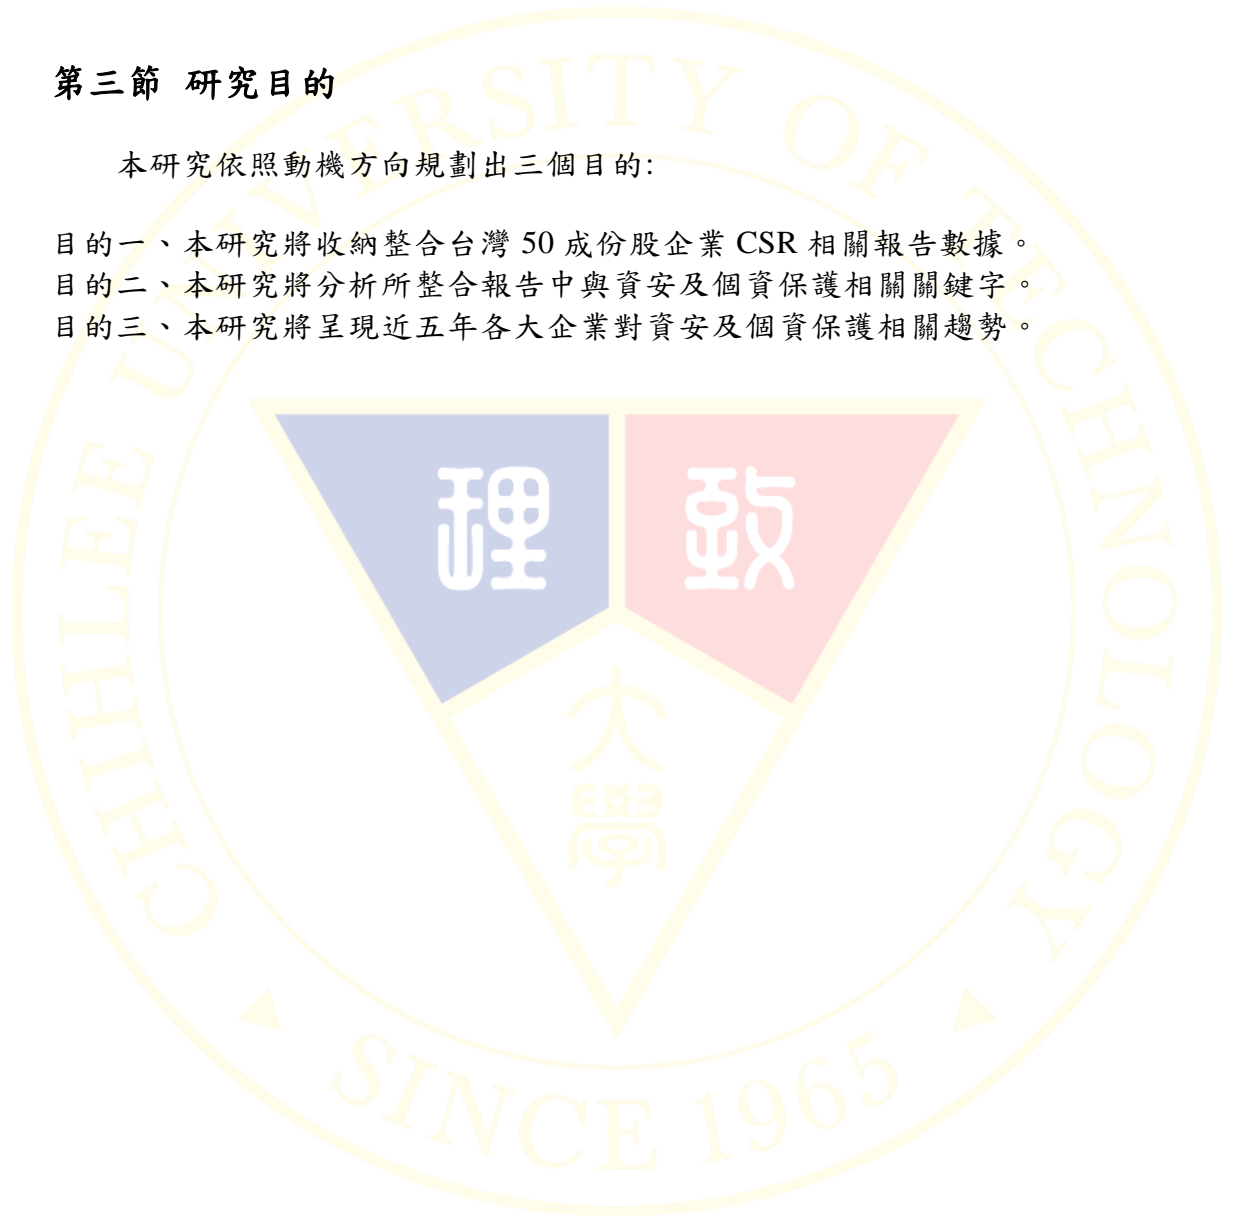 第三節 研究目的
本研究依照動機方向規劃出三個目的:
目的一、本研究將收納整合台灣 50 成份股企業 CSR 相關報告數據。
目的二、本研究將分析所整合報告中與資安及個資保護相關關鍵字。
目的三、本研究將呈現近五年各大企業對資安及個資保護相關趨勢。
CHIHLEE UNIVERSITY OF TECHNOLOGY
理 致
大
學
SINCE 1965